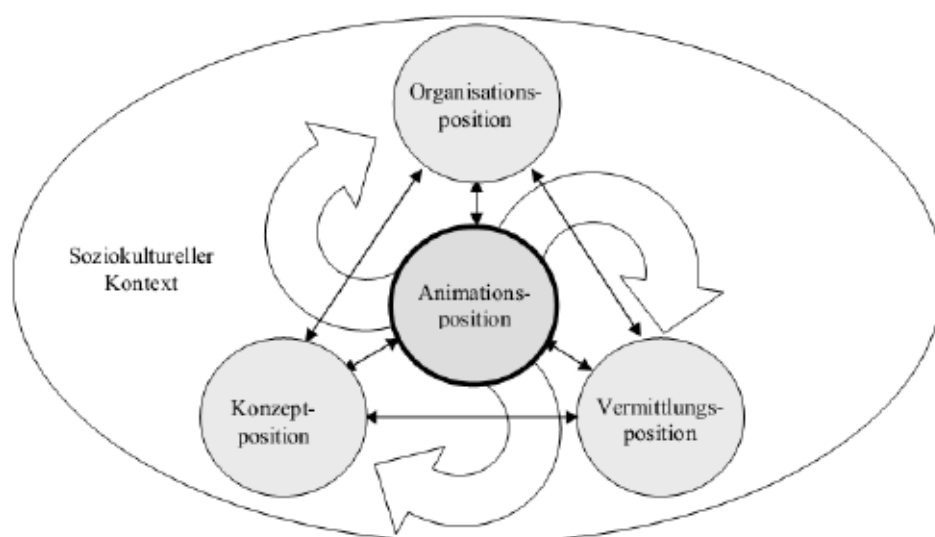 Organisations-
position
Soziokultureller
Kontext
Animations-
position
Konzept-
position
Vermittlungs-
position